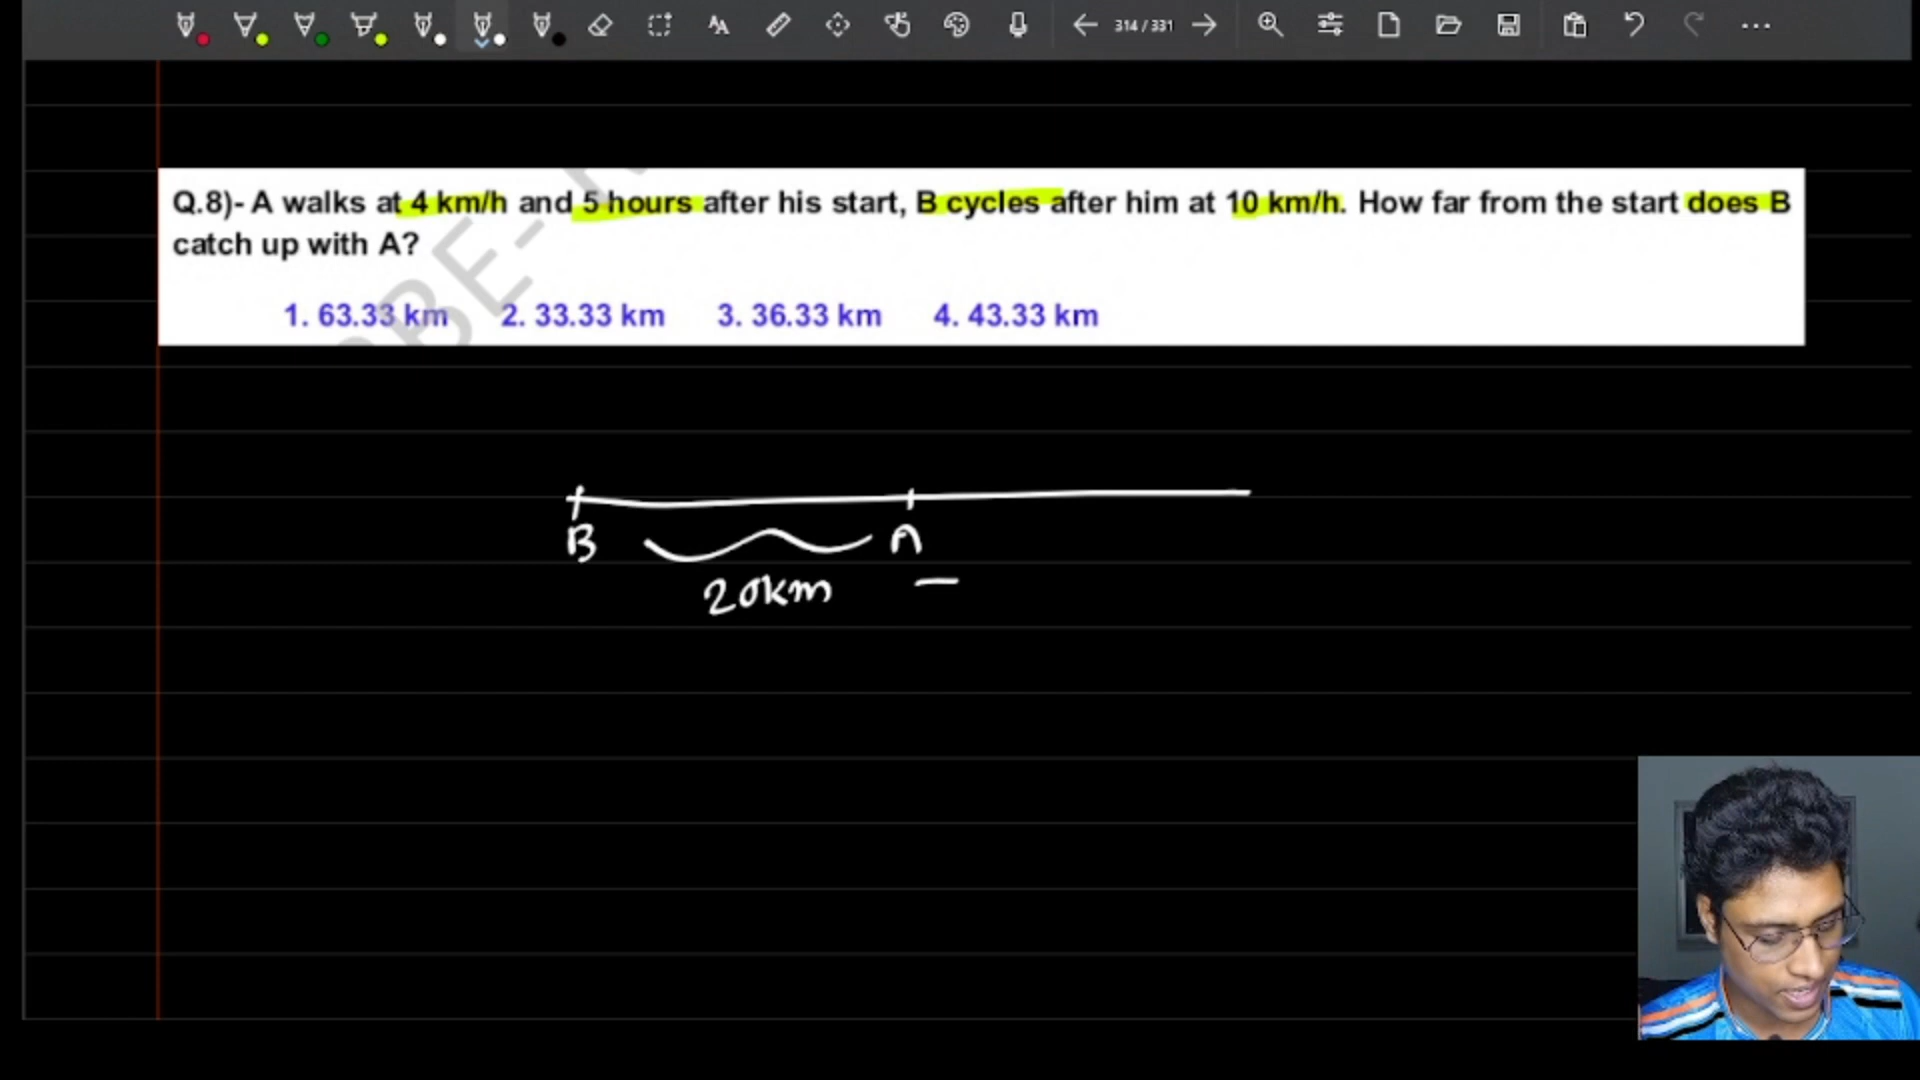 314 / 331
Q.8)- A walks at 4 km/h and 5 hours after his start, B cycles after him at 10 km/h. How far from the start does B
catch up with A?
1. 63.33 km 2. 33.33 km 3. 36.33 km 4. 43.33 km
B A
20km